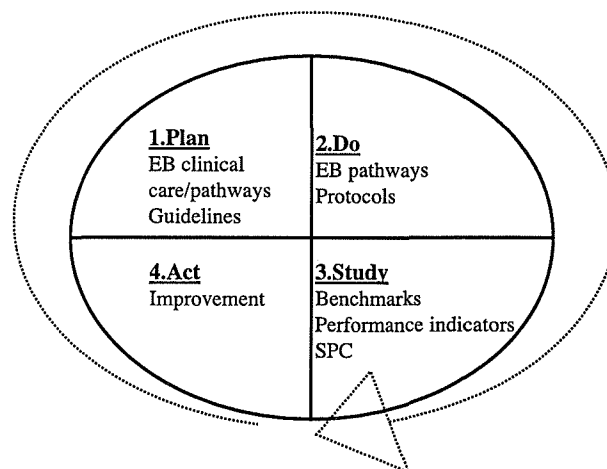 1.Plan
EB clinical
care/pathways
Guidelines
2.Do
EB pathways
Protocols
4.Act
Improvement
3.Study
Benchmarks
Performance indicators
SPC